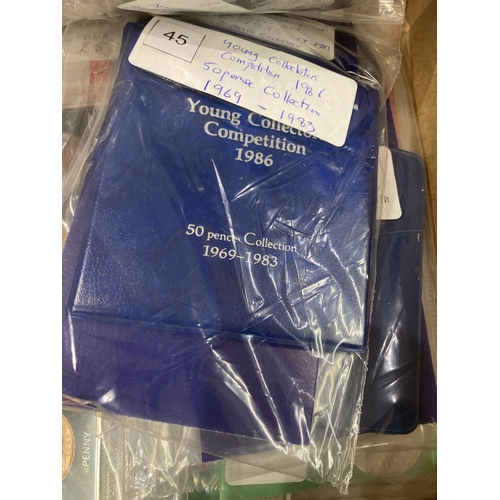 45
Young Collectors
Competition 1986
50 pence Collection
1969 - 1983
Young Collectors
Competition
1986
50 pence Collection
1969-1983
PENNY